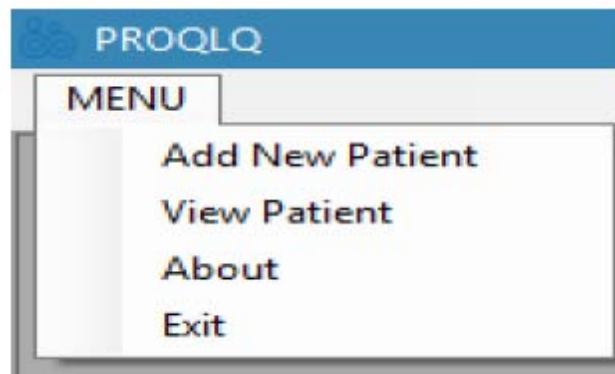 PROQLQ
MENU
Add New Patient
View Patient
About
Exit